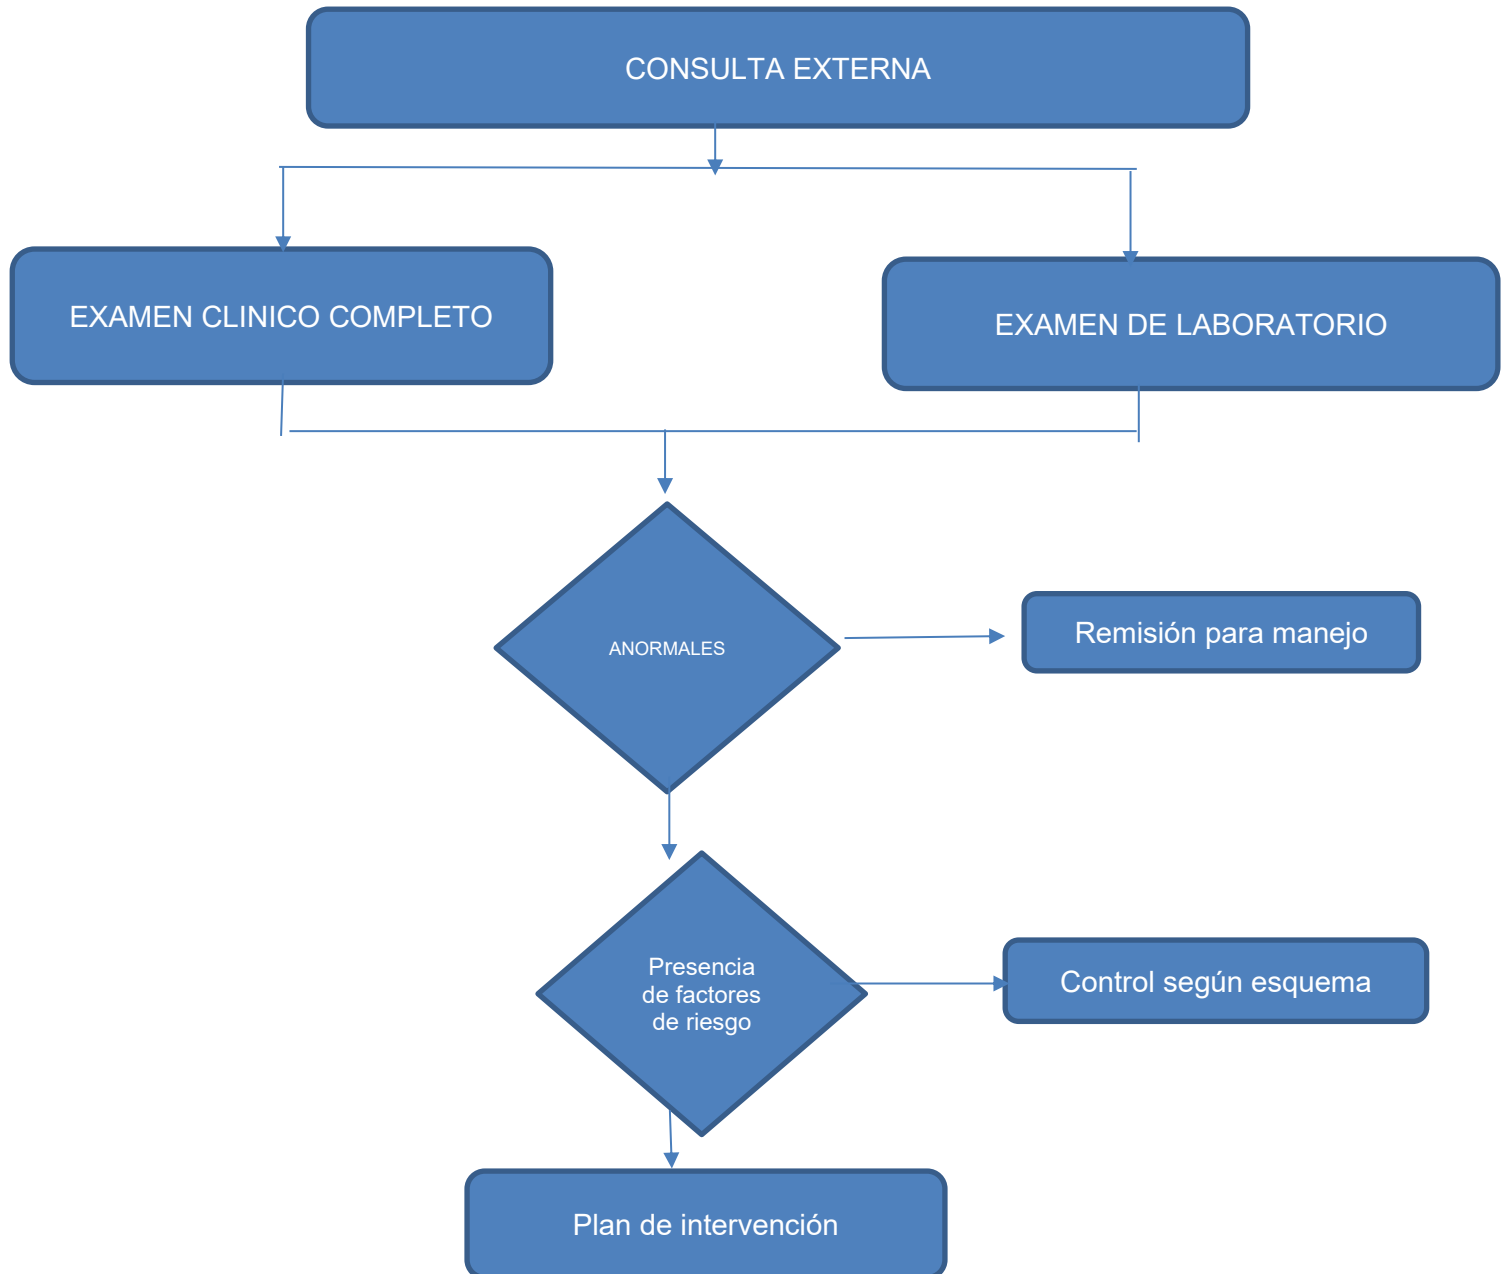 CONSULTA EXTERNA
EXAMEN CLINICO COMPLETO
EXAMEN DE LABORATORIO
ANORMALES
Remisión para manejo
Presencia
de factores
de riesgo
Control según esquema
Plan de intervención